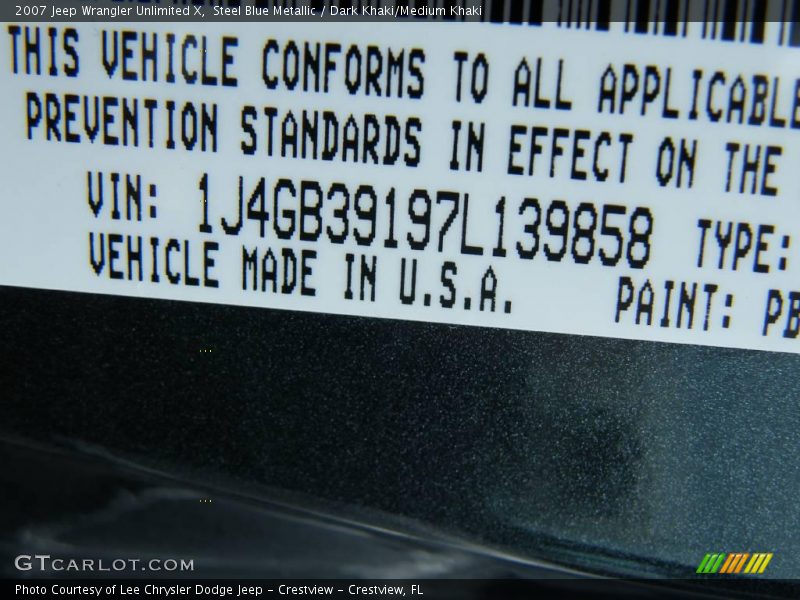 2007 Jeep Wrangler Unlimited X, Steel Blue Metallic / Dark Khaki/Medium Khaki
THIS VEHICLE CONFORMS TO ALL APPLICABLE
PREVENTION STANDARDS IN EFFECT ON THE
VIN: 1J4GB39197L139858 TYPE:
VEHICLE MADE IN U.S.A. PAINT: PB
GTCARLOT.COM
Photo Courtesy of Lee Chrysler Dodge Jeep - Crestview - Crestview, FL